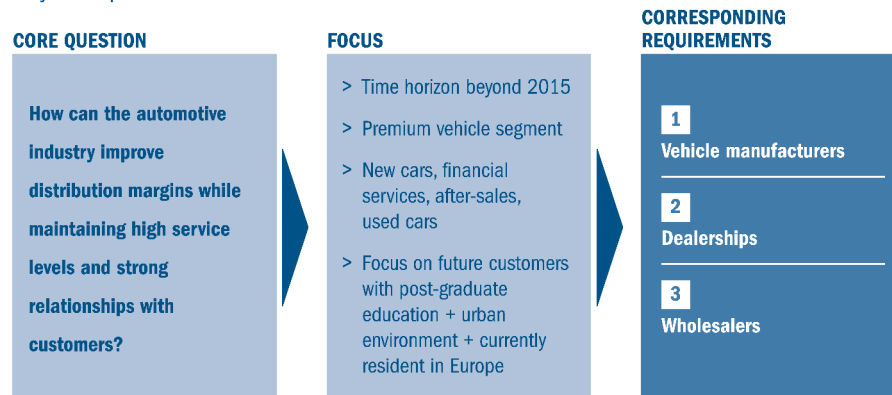 CORE QUESTION
How can the automotive
industry improve
distribution margins while
maintaining high service
levels and strong
relationships with
customers?
FOCUS
> Time horizon beyond 2015
> Premium vehicle segment
> New cars, financial
services, after-sales,
used cars
> Focus on future customers
with post-graduate
education + urban
environment + currently
resident in Europe
CORRESPONDING
REQUIREMENTS
1
Vehicle manufacturers
2
Dealerships
3
Wholesalers